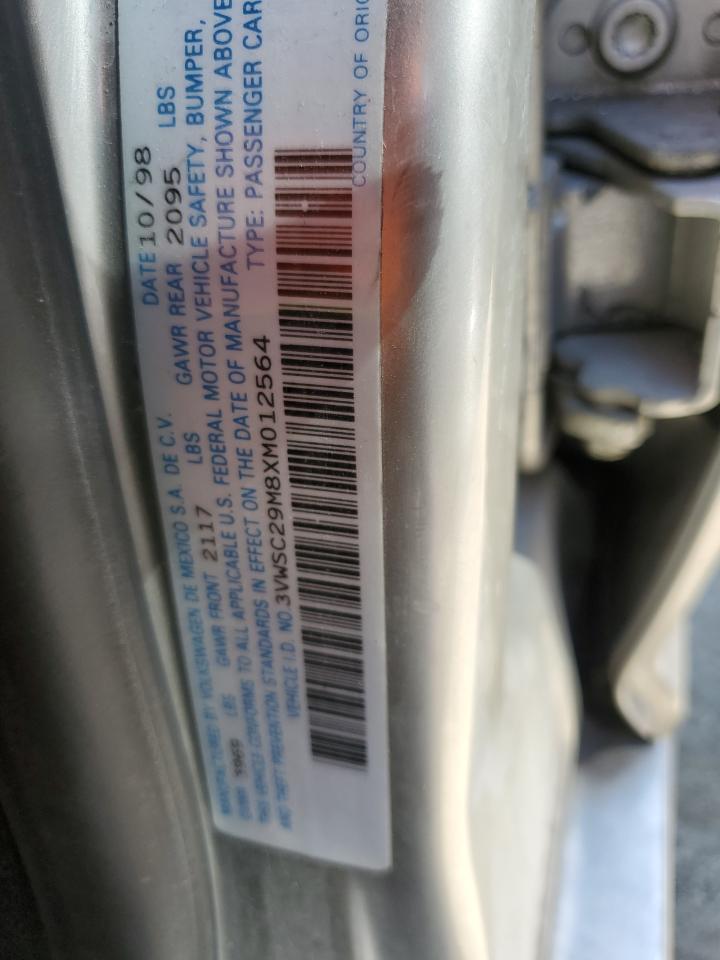 MANUFACTURED BY VOLKSWAGEN DE MEXICO S.A. DE C.V. DATE 10/98
GVWR 3969 LBS GAWR FRONT 2117 LBS GAWR REAR 2095 LBS
THIS VEHICLE CONFORMS TO ALL APPLICABLE U.S. FEDERAL MOTOR VEHICLE SAFETY, BUMPER,
AND THEFT PREVENTION STANDARDS IN EFFECT ON THE DATE OF MANUFACTURE SHOWN ABOVE
VEHICLE I.D. NO. 3VWSC29M8XM012564 TYPE: PASSENGER CAR
COUNTRY OF ORIG